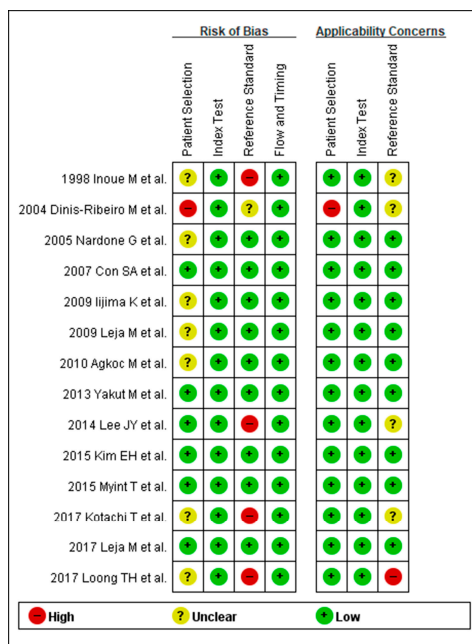 Risk of Bias Applicability Concerns
Patient Selection
Index Test
Reference Standard
Flow and Timing
Patient Selection
Index Test
Reference Standard
1998 Inoue M et al. ? + – + + + ?
2004 Dinis-Ribeiro M et al. – + ? + – + ?
2005 Nardone G et al. ? + + + + + +
2007 Con SA et al. + + + + + + +
2009 Iijima K et al. ? + + + + + +
2009 Leja M et al. ? + + + + + +
2010 Agkoc M et al. ? + + + + + +
2013 Yakut M et al. + + + + + + +
2014 Lee JY et al. + + – + + + ?
2015 Kim EH et al. + + + + + + +
2015 Myint T et al. + + + + + + +
2017 Kotachi T et al. ? + – + + + ?
2017 Leja M et al. + + + + + + +
2017 Loong TH et al. ? + – + + + –
– High ? Unclear + Low